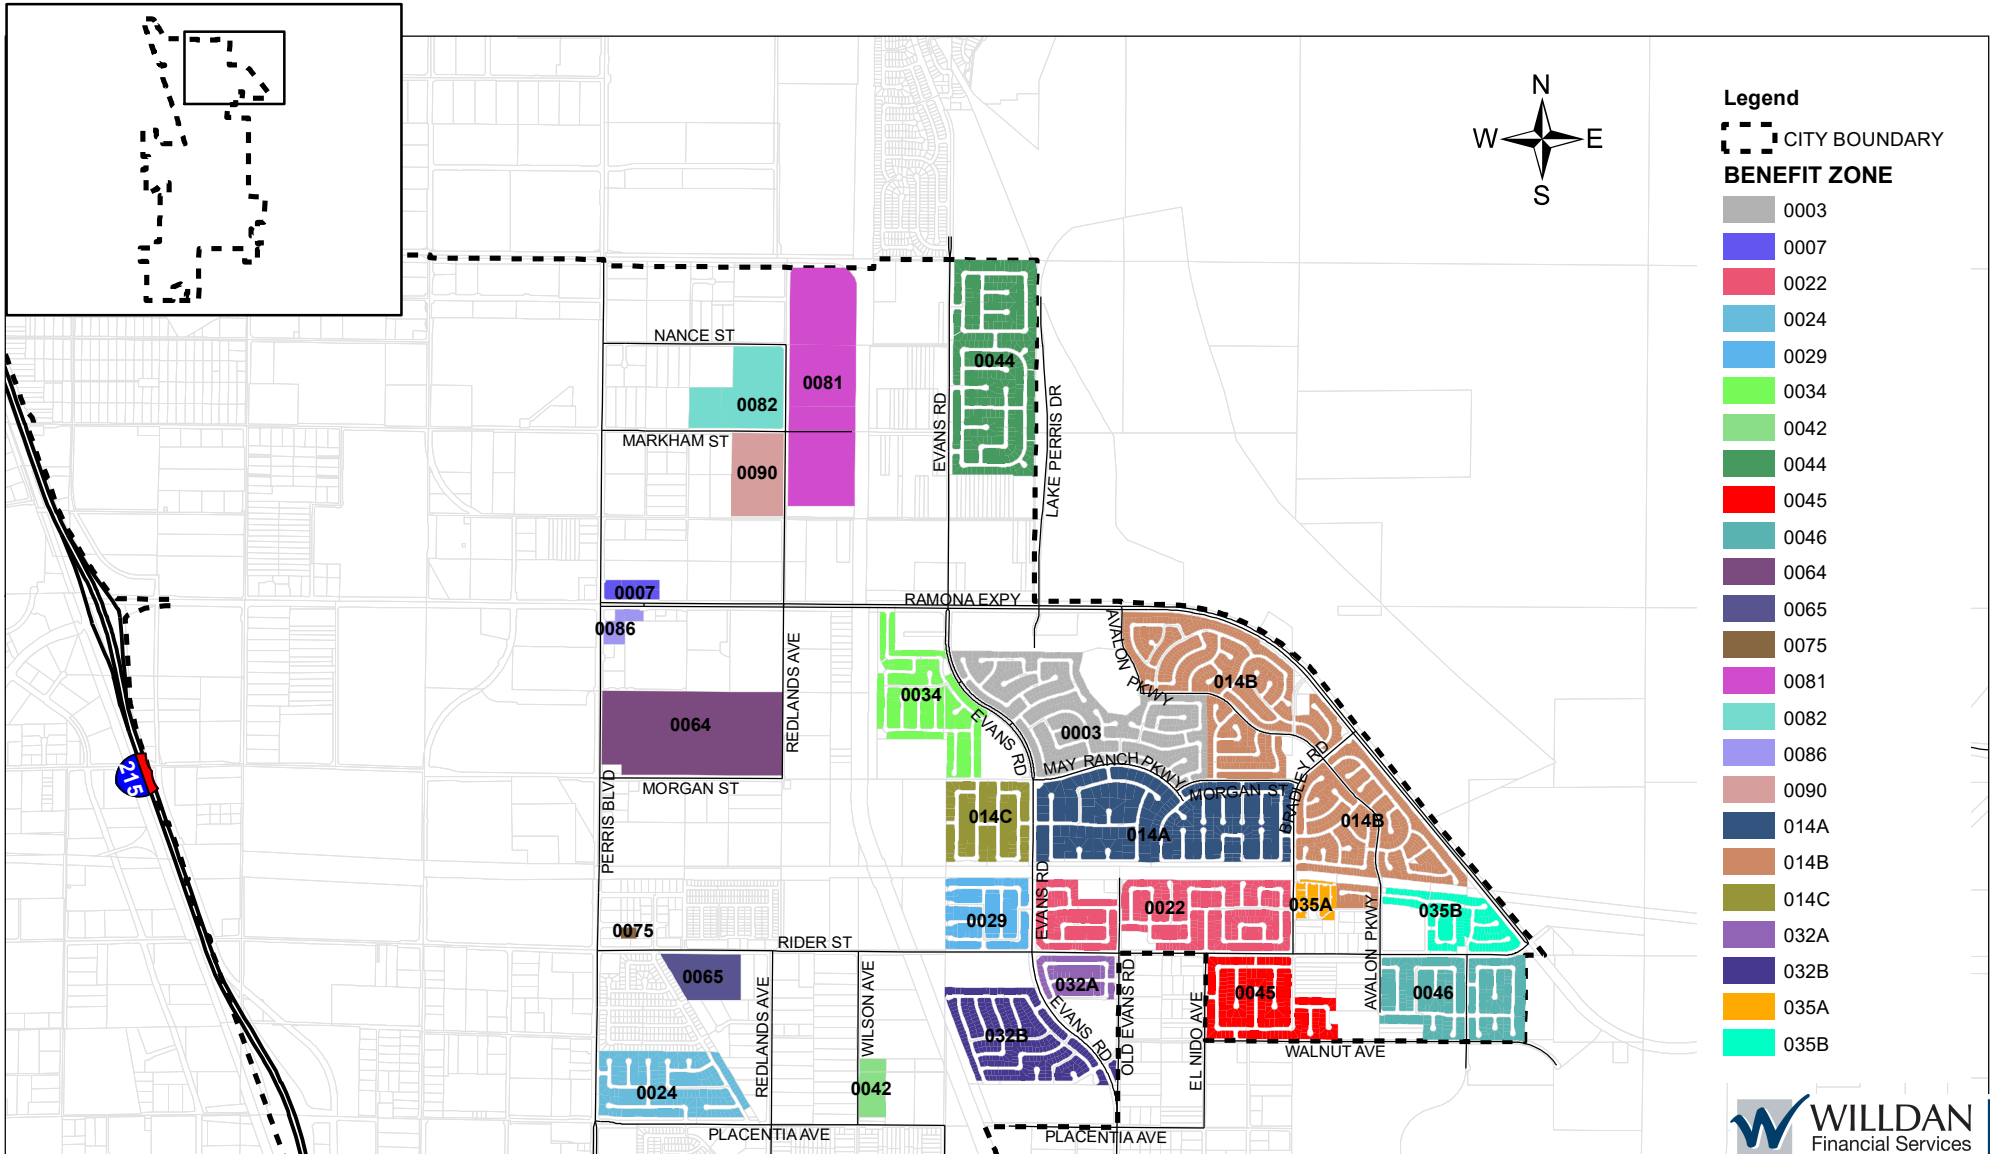 N
W E
S
Legend
CITY BOUNDARY
BENEFIT ZONE
0003
0007
0022
0024
0029
0034
0042
0044
0045
0046
0064
0065
0075
0081
0082
0086
0090
014A
014B
014C
032A
032B
035A
035B
NANCE ST
0044
0081
0082
EVANS RD
LAKE PERRIS DR
MARKHAM ST
0090
0007
RAMONA EXPY
0086
AVALON PKWY
REDLANDS AVE
0034
014B
0064
EVANS RD
0003
MAY RANCH PKWY
BRADLEY RD
215
MORGAN ST
MORGAN ST
PERRIS BLVD
014C
014A
014B
EVANS RD
0029
0022
035A
035B
AVALON PKWY
0075
RIDER ST
0065
032A
OLD EVANS RD
0045
0046
REDLANDS AVE
WILSON AVE
032B
EVANS RD
EL NIDO AVE
WALNUT AVE
0024
0042
PLACENTIA AVE
PLACENTIA AVE
WILLDAN
Financial Services